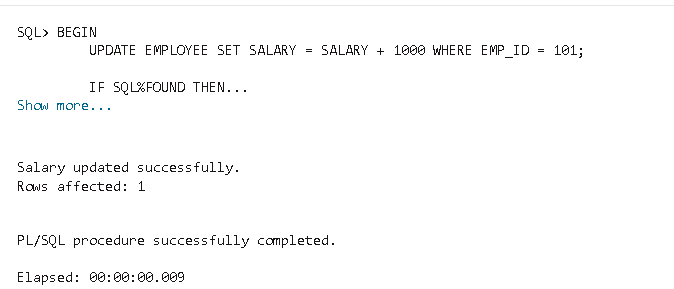 SQL> BEGIN
UPDATE EMPLOYEE SET SALARY = SALARY + 1000 WHERE EMP_ID = 101;
IF SQL%FOUND THEN...
Show more...
Salary updated successfully.
Rows affected: 1
PL/SQL procedure successfully completed.
Elapsed: 00:00:00.009